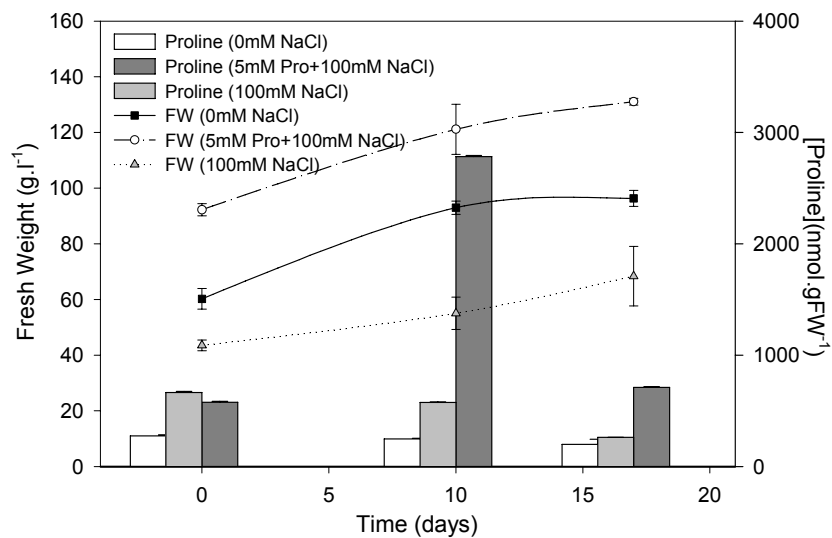 Proline (0mM NaCl)
Proline (5mM Pro+100mM NaCl)
Proline (100mM NaCl)
FW (0mM NaCl)
FW (5mM Pro+100mM NaCl)
FW (100mM NaCl)
Fresh Weight (g.l⁻¹)
160
140
120
100
80
60
40
20
0
[Proline](nmol.gFW⁻¹)
4000
3000
2000
1000
0
0 5 10 15 20
Time (days)